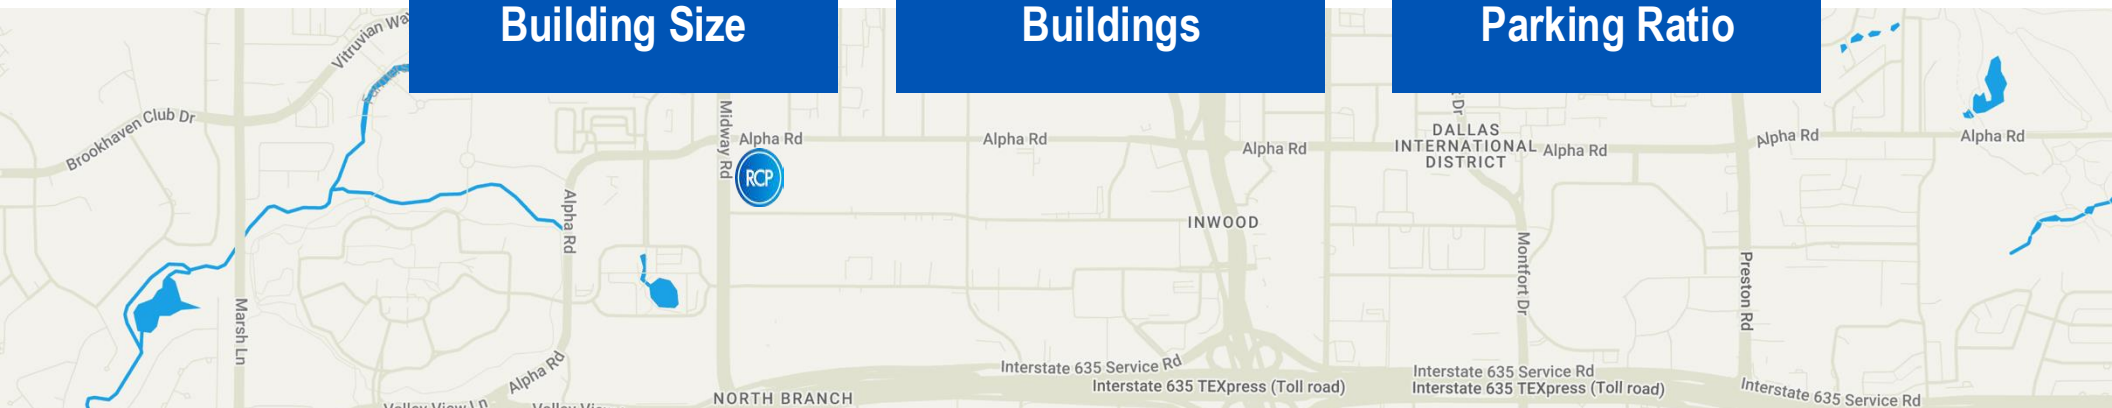 Building Size
Buildings
Parking Ratio
Vitruvian Way
Brookhaven Club Dr
Midway Rd
Alpha Rd
Alpha Rd
Alpha Rd
Dr
DALLAS
INTERNATIONAL
DISTRICT
Alpha Rd
Alpha Rd
Alpha Rd
RCP
Alpha Rd
INWOOD
Montfort Dr
Preston Rd
Marsh Ln
Alpha Rd
Interstate 635 Service Rd
Interstate 635 TEXpress (Toll road)
Interstate 635 Service Rd
Interstate 635 TEXpress (Toll road)
Interstate 635 Service Rd
NORTH BRANCH
Valley View Ln